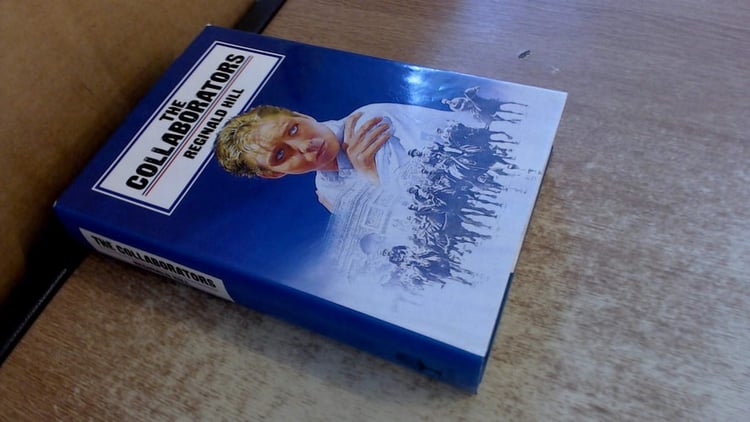 THE
COLLABORATORS
REGINALD HILL
THE COLLABORATORS